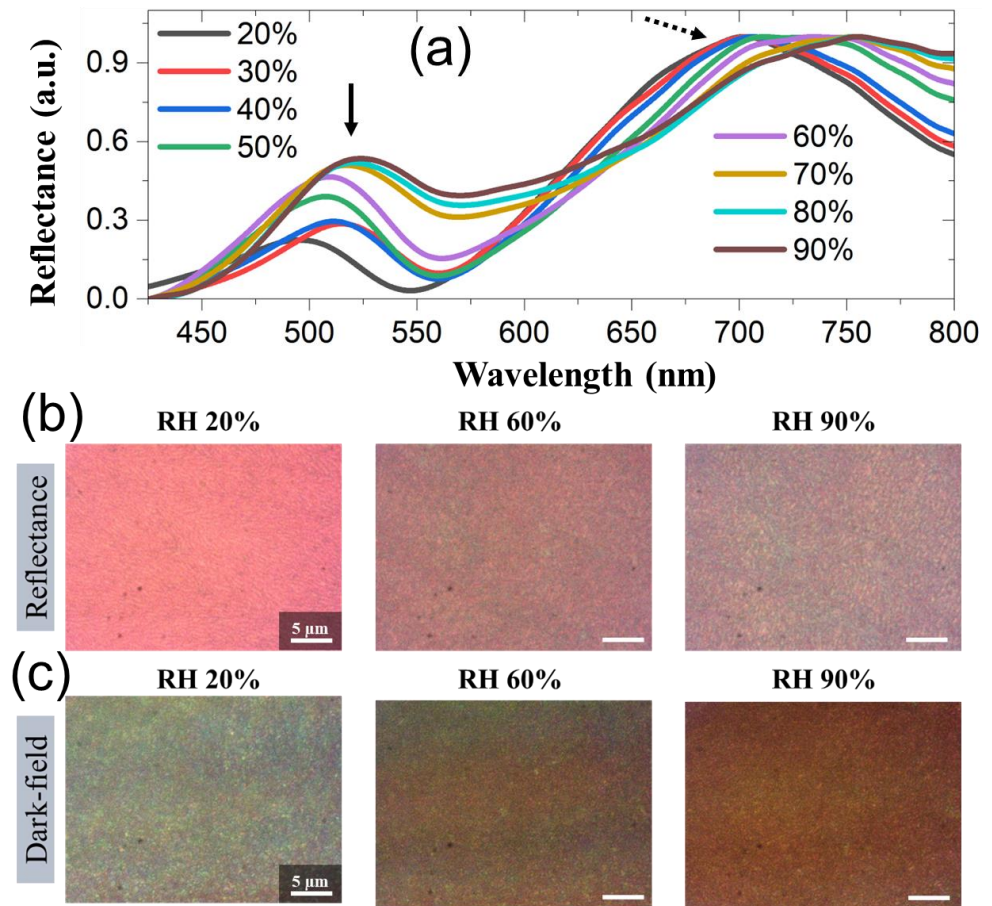 (a)
20%
30%
40%
50%
60%
70%
80%
90%
Reflectance (a.u.)
0.9
0.6
0.3
0.0
450 500 550 600 650 700 750 800
Wavelength (nm)
(b)
RH 20% RH 60% RH 90%
Reflectance
5 μm
(c)
RH 20% RH 60% RH 90%
Dark-field
5 μm